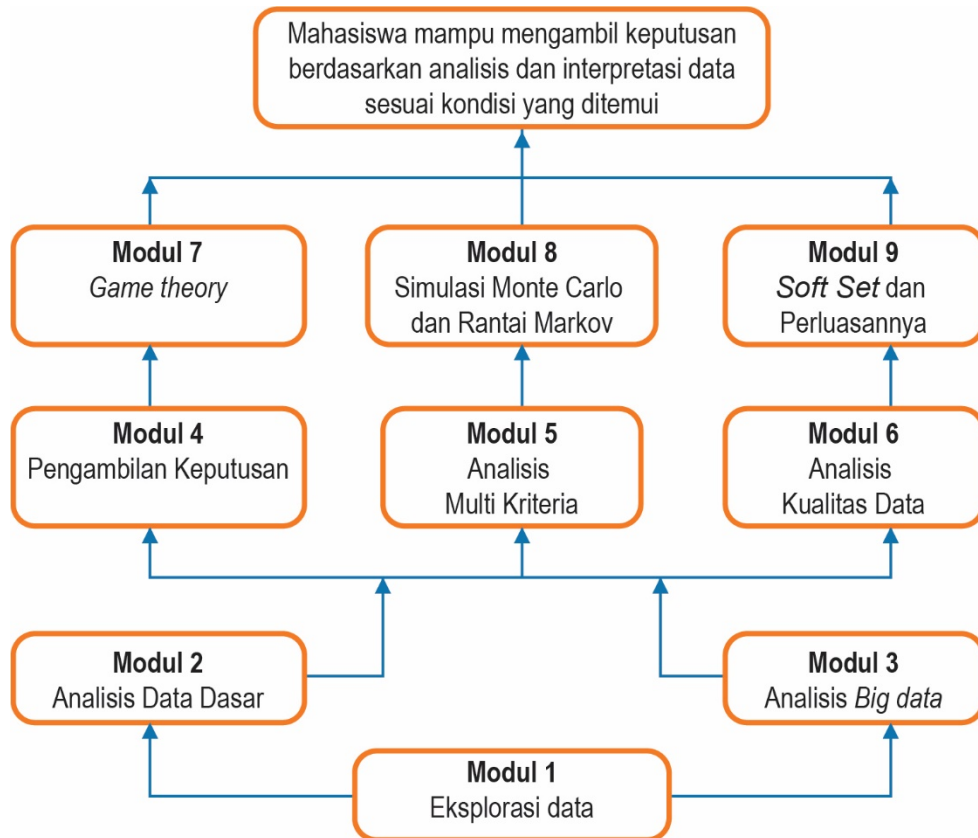 Mahasiswa mampu mengambil keputusan
berdasarkan analisis dan interpretasi data
sesuai kondisi yang ditemui
Modul 7
Game theory
Modul 8
Simulasi Monte Carlo
dan Rantai Markov
Modul 9
Soft Set dan
Perluasannya
Modul 4
Pengambilan Keputusan
Modul 5
Analisis
Multi Kriteria
Modul 6
Analisis
Kualitas Data
Modul 2
Analisis Data Dasar
Modul 3
Analisis Big data
Modul 1
Eksplorasi data